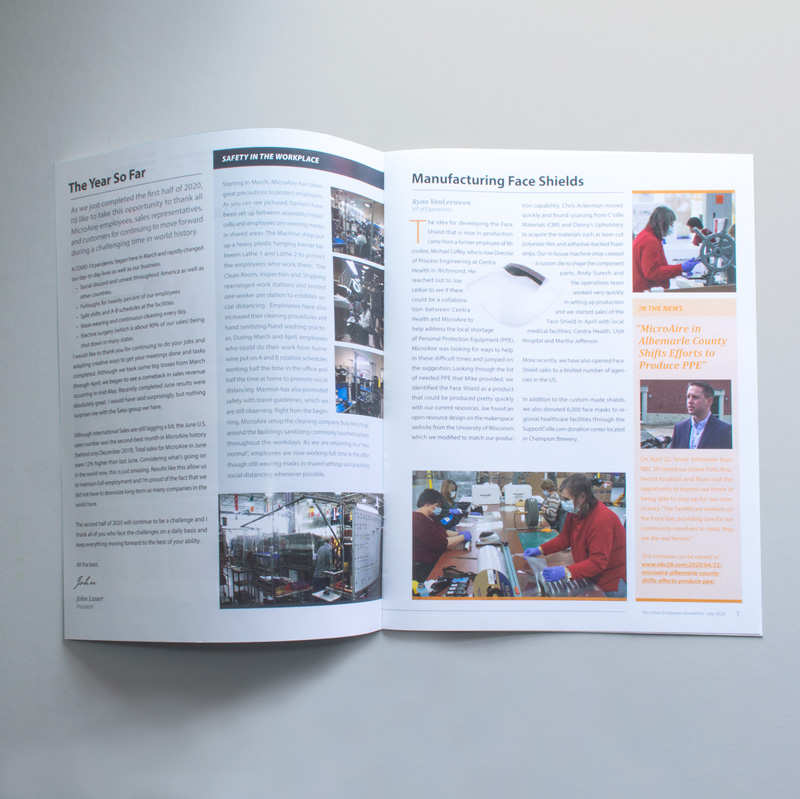 The Year So Far
As we just completed the first half of 2020,
I'd like to take this opportunity to thank all
MicroAire employees, sales representatives,
and customers for continuing to move forward
during a challenging time in world history.
A COVID-19 pandemic began here in March and rapidly changed
our day-to-day lives as well as our business.
• Social discord and unrest throughout America as well as
other countries.
• Furloughs for twenty percent of our employees.
• Split shifts and A-B schedules at the facilities.
• Mask wearing and continuous cleaning every day.
• Elective surgery (which is about 90% of our sales) being
shut down in many states.
I would like to thank you for continuing to do your jobs and
adapting creative ways to get your meetings done and tasks
completed. Although we took some big losses from March
through April, we began to see a comeback in sales revenue
occurring in mid-May. Recently completed June results were
absolutely great. I would have said surprisingly, but nothing
surprises me with the Sales group we have.
Although International Sales are still lagging a bit, the June U.S.
sales number was the second-best month in MicroAire history
(behind only December 2019). Total sales for MicroAire in June
were 12% higher than last June. Considering what's going on
in the world now, this is just amazing. Results like this allow us
to maintain full-employment and I'm proud of the fact that we
did not have to downsize long-term as many companies in the
world have.
The second half of 2020 will continue to be a challenge and I
thank all of you who face the challenges on a daily basis and
keep everything moving forward to the best of your ability.
All the best,
John
John Lauer
President
SAFETY IN THE WORKPLACE
Starting in March, MicroAire has taken
great precautions to protect employees.
As you can see pictured, barriers have
been set up between assembly/repair
cells and employees are wearing masks
in shared areas. The Machine shop put
up a heavy plastic hanging barrier be-
tween Lathe 1 and Lathe 2 to protect
the employees who work there. The
Clean Room, Inspection and Shipping
rearranged work stations and limited
one worker per station to establish so-
cial distancing. Employees have also
increased their cleaning procedures and
hand sanitizing/hand washing practic-
es. During March and April, employees
who could do their work from home
were put on A and B rotation schedules
working half the time in the office and
half the time at home to promote social
distancing. Marmon has also promoted
safety with travel guidelines, which we
are still observing. Right from the begin-
ning, MicroAire setup the cleaning company busy bees to go
around the buildings sanitizing commonly touched surfaces
throughout the workdays. As we are returning to a "new
normal", employees are now working full time in the office
though still wearing masks in shared settings and practicing
social distancing whenever possible.
Manufacturing Face Shields
Ryan VanLeeuwen
VP of Operations
The idea for developing the Face
Shield that is now in production
came from a former employee of Mi-
croAire, Michael Coffey, who is now Director
of Process Engineering at Centra
Health in Richmond. He
reached out to Joe
Ledue to see if there
could be a collabora-
tion between Centra
Health and MicroAire to
help address the local shortage
of Personal Protection Equipment (PPE).
MicroAire was looking for ways to help
in these difficult times and jumped on
the suggestion. Looking through the list
of needed PPE that Mike provided, we
identified the Face Shield as a product
that could be produced pretty quickly
with our current resources. Joe found an
open resource design on the makerspace
website from the University of Wisconsin,
which we modified to match our produc-
tion capability. Chris Ackerman moved
quickly and found sourcing from C'ville
Materials (CMI) and Danny's Upholstery
to acquire the materials such as laser cut
polyester film and adhesive-backed foam
strips. Our in-house machine shop created
a custom die to shape the component
parts. Andy Suresh and
the operations team
worked very quickly
in setting up production
and we started sales of the
Face Shield in April with local
medical facilities: Centra Health, UVA
Hospital and Martha Jefferson.
More recently, we have also opened Face
Shield sales to a limited number of agen-
cies in the US.
In addition to the custom made shields,
we also donated 6,000 face masks to re-
gional healthcare facilities through the
SupportCville.com donation center located
in Champion Brewery.
IN THE NEWS
"MicroAire in
Albemarle County
Shifts Efforts to
Produce PPE"
On April 22,
NBC 29 visited our Grand Forks Bou-
levard location and Ryan had the
opportunity to express our honor at
being able to step up for our com-
munity. "The healthcare workers on
the front line, providing care for our
community members in need, they
are the real heroes."
This interview can be viewed at:
www.nbc29.com/2020/04/22/
microaire-albemarle-county-
shifts-efforts-produce-ppe/
MicroAire Employee Newsletter July 2020 1